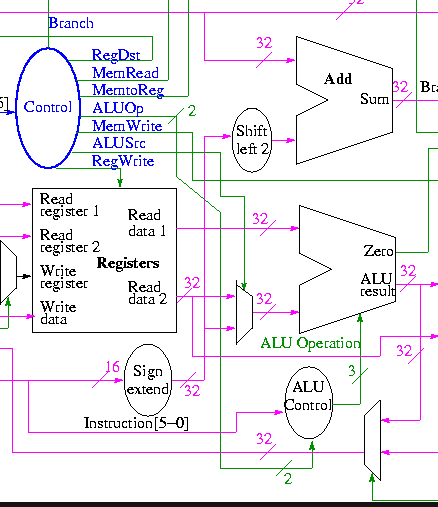 Branch
RegDst
MemRead
MemtoReg
ALUOp
MemWrite
ALUSrc
RegWrite
Control
2
32
32
Add
Sum
32
Bra
Shift
left 2
5]
Read
register 1
Read
register 2
Write
register
Write
data
Registers
Read
data 1
Read
data 2
32
32
32
Zero
ALU
result
32
ALU Operation
32
3
16
Sign
extend
32
ALU
Control
Instruction[5−0]
32
2